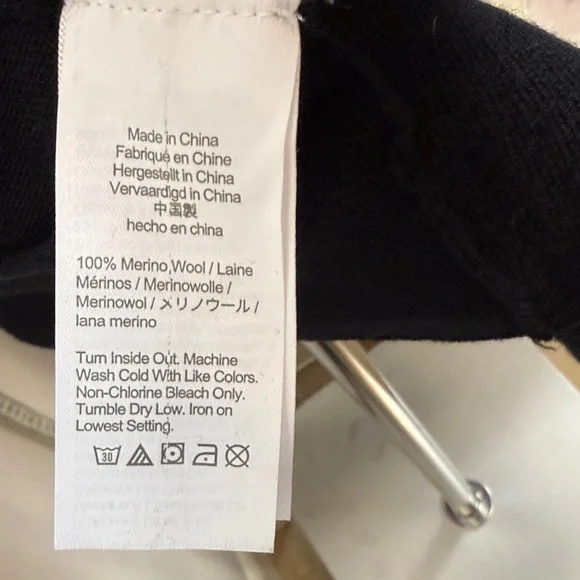 Made in China
Fabriqué en Chine
Hergestellt in China
Vervaardigd in China
中国製
hecho en china
100% Merino Wool / Laine
Mérinos / Merinowolle /
Merinowol / メリノウール /
lana merino
Turn Inside Out. Machine
Wash Cold With Like Colors.
Non-Chlorine Bleach Only.
Tumble Dry Low. Iron on
Lowest Setting.
30